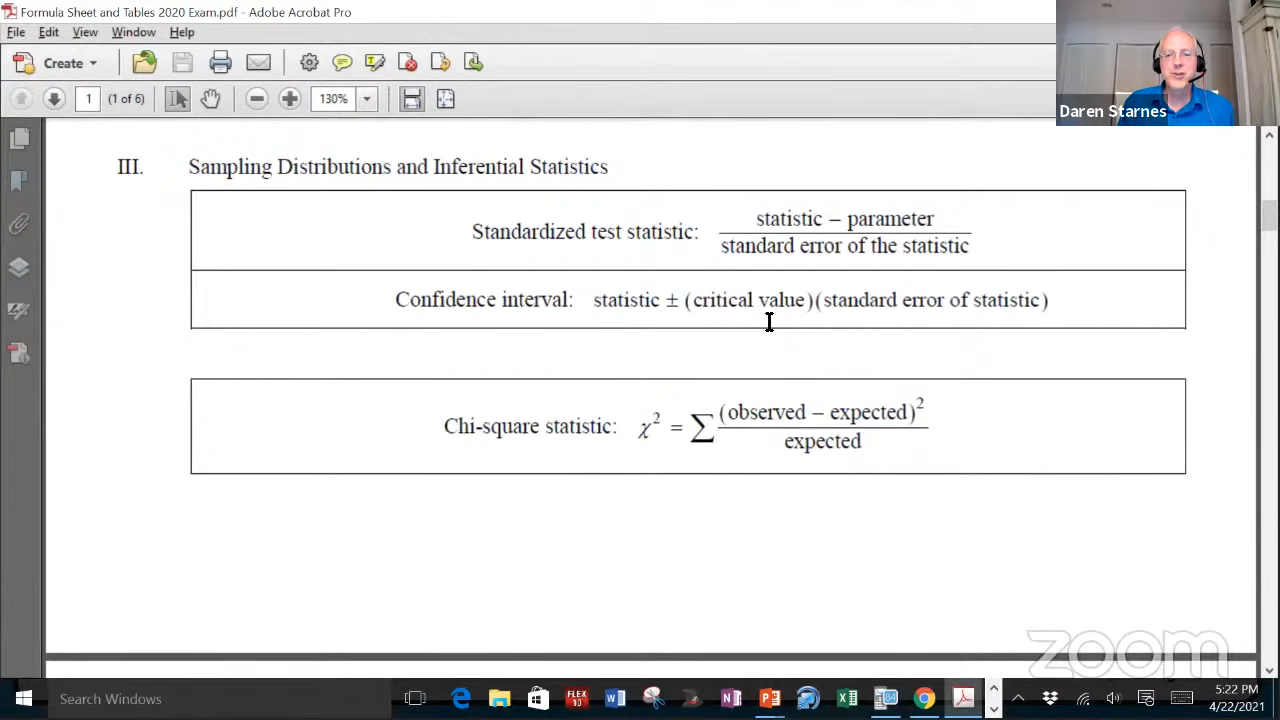 Formula Sheet and Tables 2020 Exam.pdf - Adobe Acrobat Pro
File Edit View Window Help
Create
1 (1 of 6) 130%
Daren Starnes
III. Sampling Distributions and Inferential Statistics
Standardized test statistic: statistic − parameter
standard error of the statistic
Confidence interval: statistic ± (critical value)(standard error of statistic)
Chi-square statistic: χ² = ∑ (observed − expected)²
expected
zoom
Search Windows
FLEX
10
5:22 PM
4/22/2021